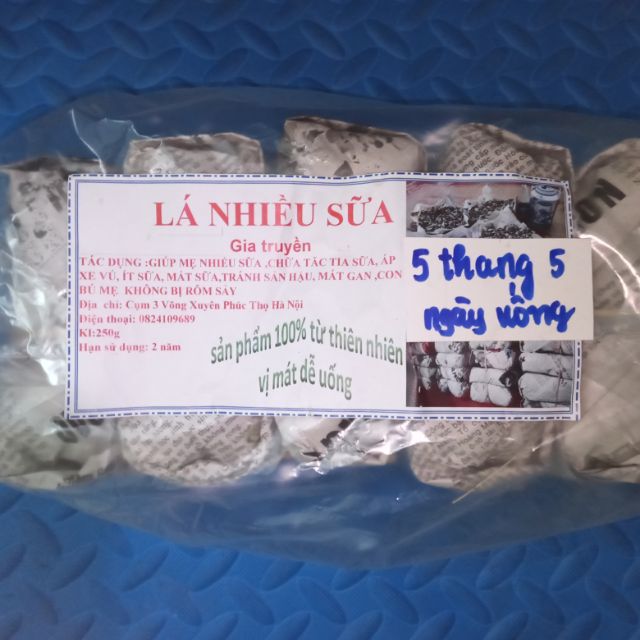 LÁ NHIỀU SỮA
Gia truyền
TÁC DỤNG :GIÚP MẸ NHIỀU SỮA ,CHỮA TÁC TIA SỮA, ÁP
XE VÚ, ÍT SỮA, MẤT SỮA,TRÁNH SẢN HẬU, MÁT GAN ,CON
BÚ MẸ KHÔNG BỊ RÔM SẢY
Địa chỉ: Cụm 3 Võng Xuyên Phúc Thọ Hà Nội
Điện thoại: 0824109689
Kl:250g
Hạn sử dụng: 2 năm
sản phẩm 100% từ thiên nhiên
vị mát dễ uống
5 thang 5
ngày uống